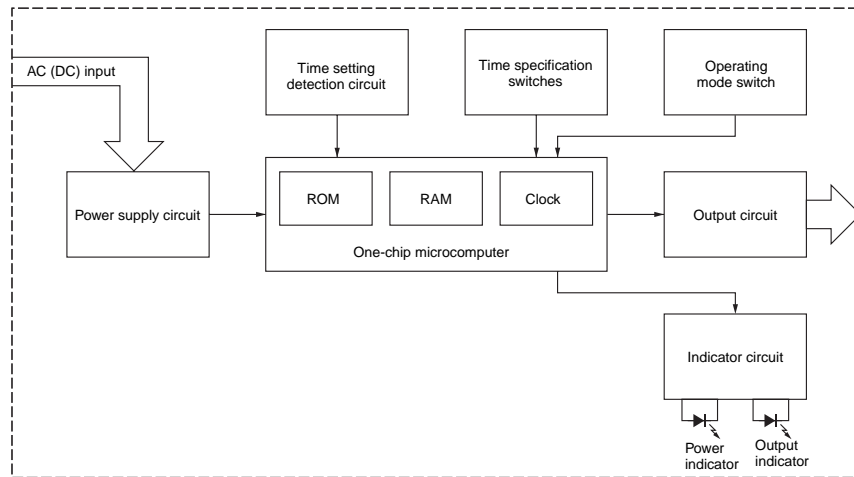 AC (DC) input
Time setting
detection circuit
Time specification
switches
Operating
mode switch
Power supply circuit
ROM
RAM
Clock
One-chip microcomputer
Output circuit
Indicator circuit
Power
indicator
Output
indicator